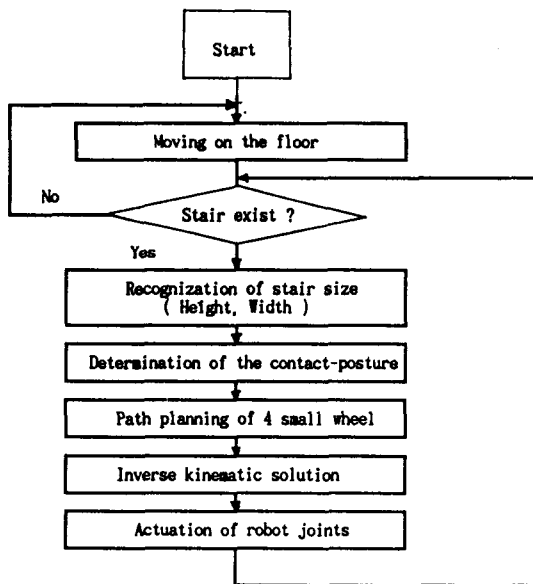 Start
Moving on the floor
No
Stair exist ?
Yes
Recognization of stair size
( Height, Width )
Determination of the contact-posture
Path planning of 4 small wheel
Inverse kinematic solution
Actuation of robot joints